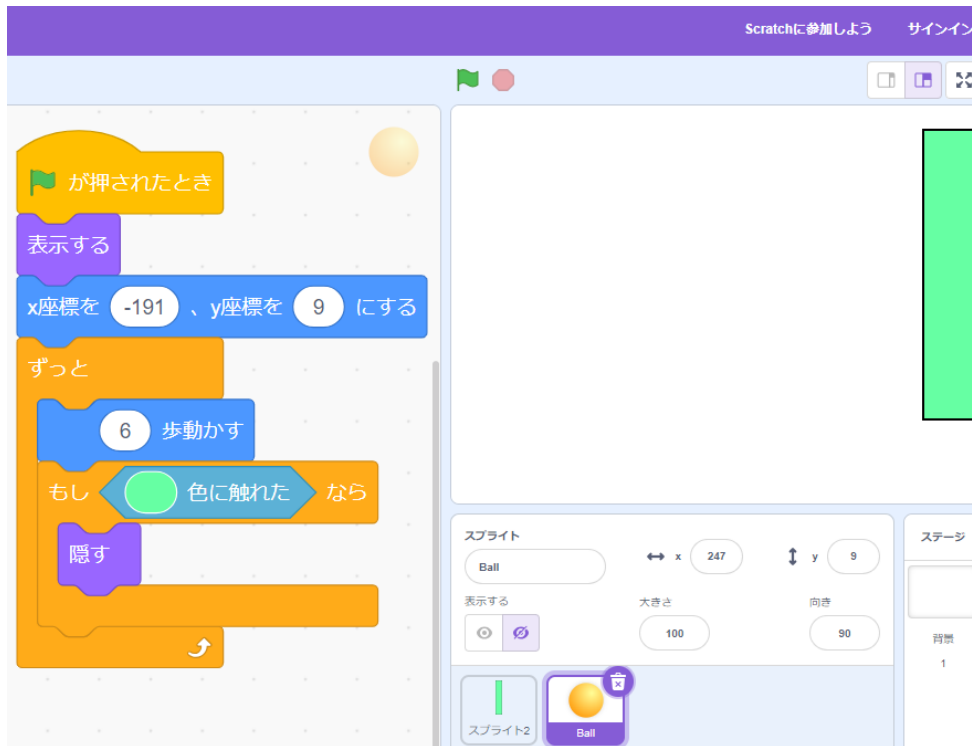 Scratchに参加しよう サインイン
が押されたとき
表示する
x座標を -191 、y座標を 9 にする
ずっと
6 歩動かす
もし 色に触れた なら
隠す
スプライト
Ball
x 247
y 9
表示する
大きさ
100
向き
90
スプライト2
Ball
ステージ
背景
1